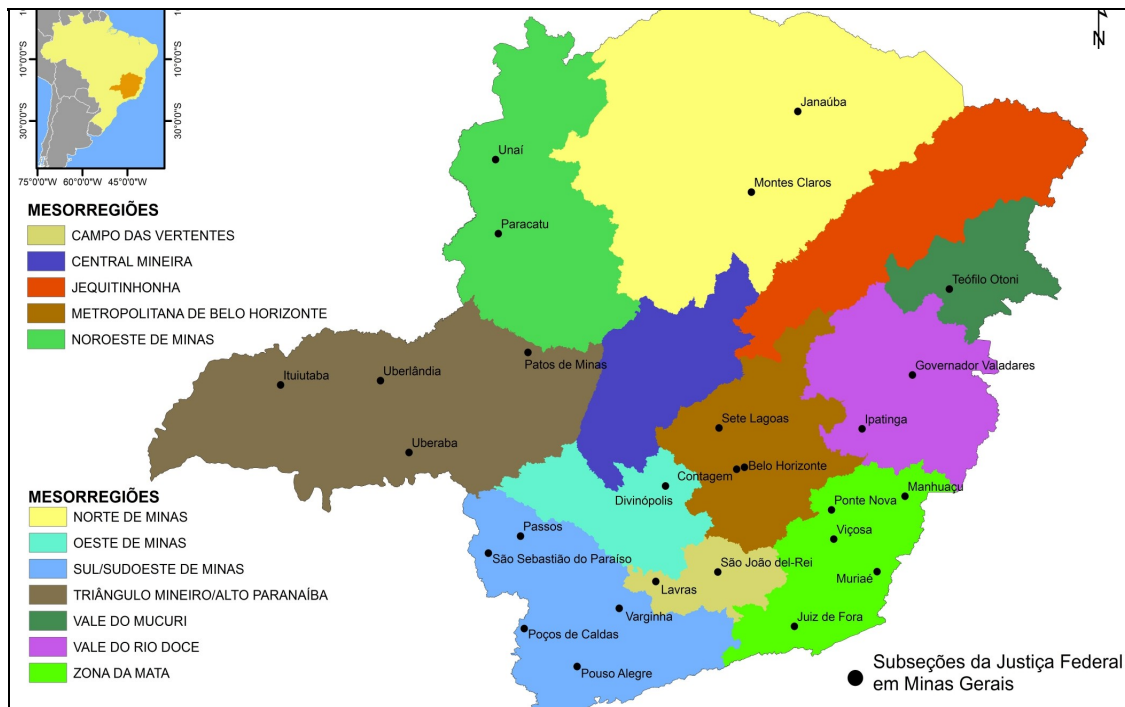 10°0'0"S
30°0'0"S
10°0'0"S
30°0'0"S
75°0'0"W
60°0'0"W
45°0'0"W
N
MESORREGIÕES
CAMPO DAS VERTENTES
CENTRAL MINEIRA
JEQUITINHONHA
METROPOLITANA DE BELO HORIZONTE
NOROESTE DE MINAS
MESORREGIÕES
NORTE DE MINAS
OESTE DE MINAS
SUL/SUDOESTE DE MINAS
TRIÂNGULO MINEIRO/ALTO PARANAÍBA
VALE DO MUCURI
VALE DO RIO DOCE
ZONA DA MATA
Janaúba
Unaí
Montes Claros
Paracatu
Teófilo Otoni
Patos de Minas
Ituiutaba
Uberlândia
Governador Valadares
Sete Lagoas
Ipatinga
Uberaba
Contagem
Belo Horizonte
Divinópolis
Manhuaçu
Ponte Nova
Passos
Viçosa
São Sebastião do Paraíso
São João del-Rei
Muriaé
Lavras
Varginha
Juiz de Fora
Poços de Caldas
Pouso Alegre
Subseções da Justiça Federal
em Minas Gerais